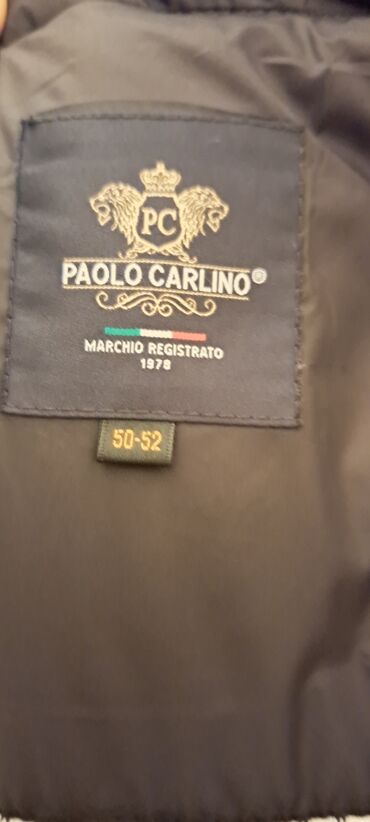 PC
PAOLO CARLINO®
MARCHIO REGISTRATO
1978
50-52